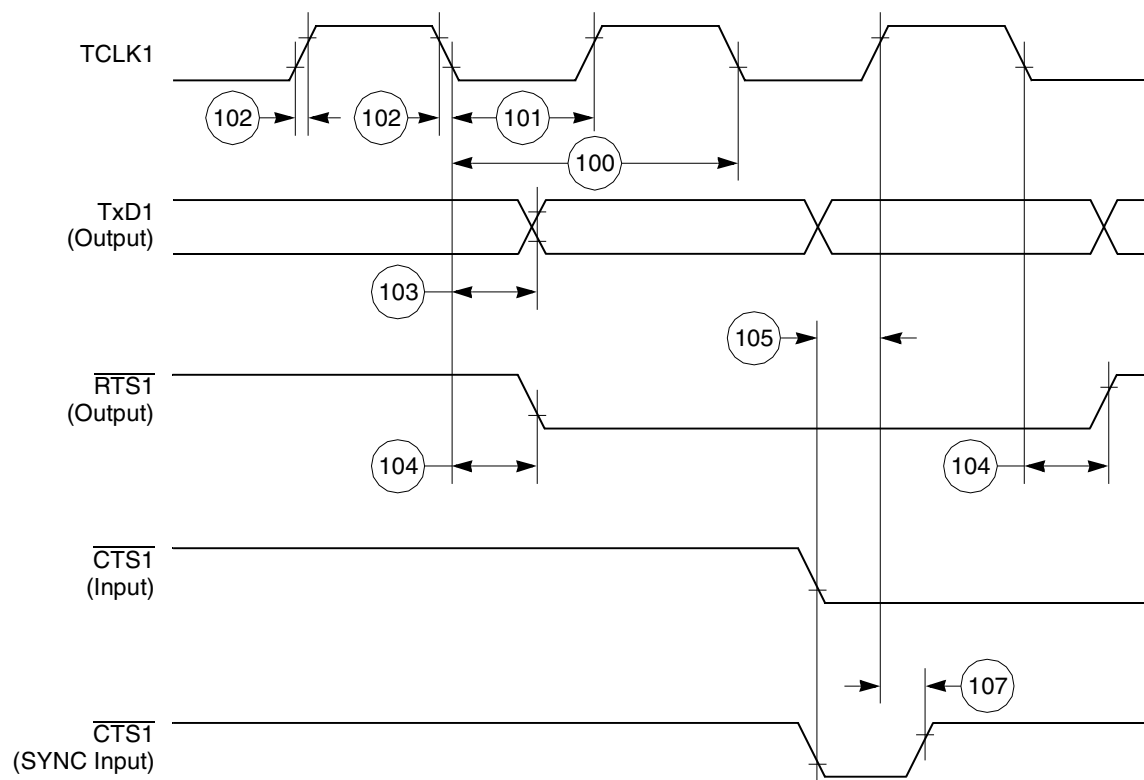 TCLK1
102
102
101
100
TxD1
(Output)
103
105
RTS1
(Output)
104
104
CTS1
(Input)
107
CTS1
(SYNC Input)